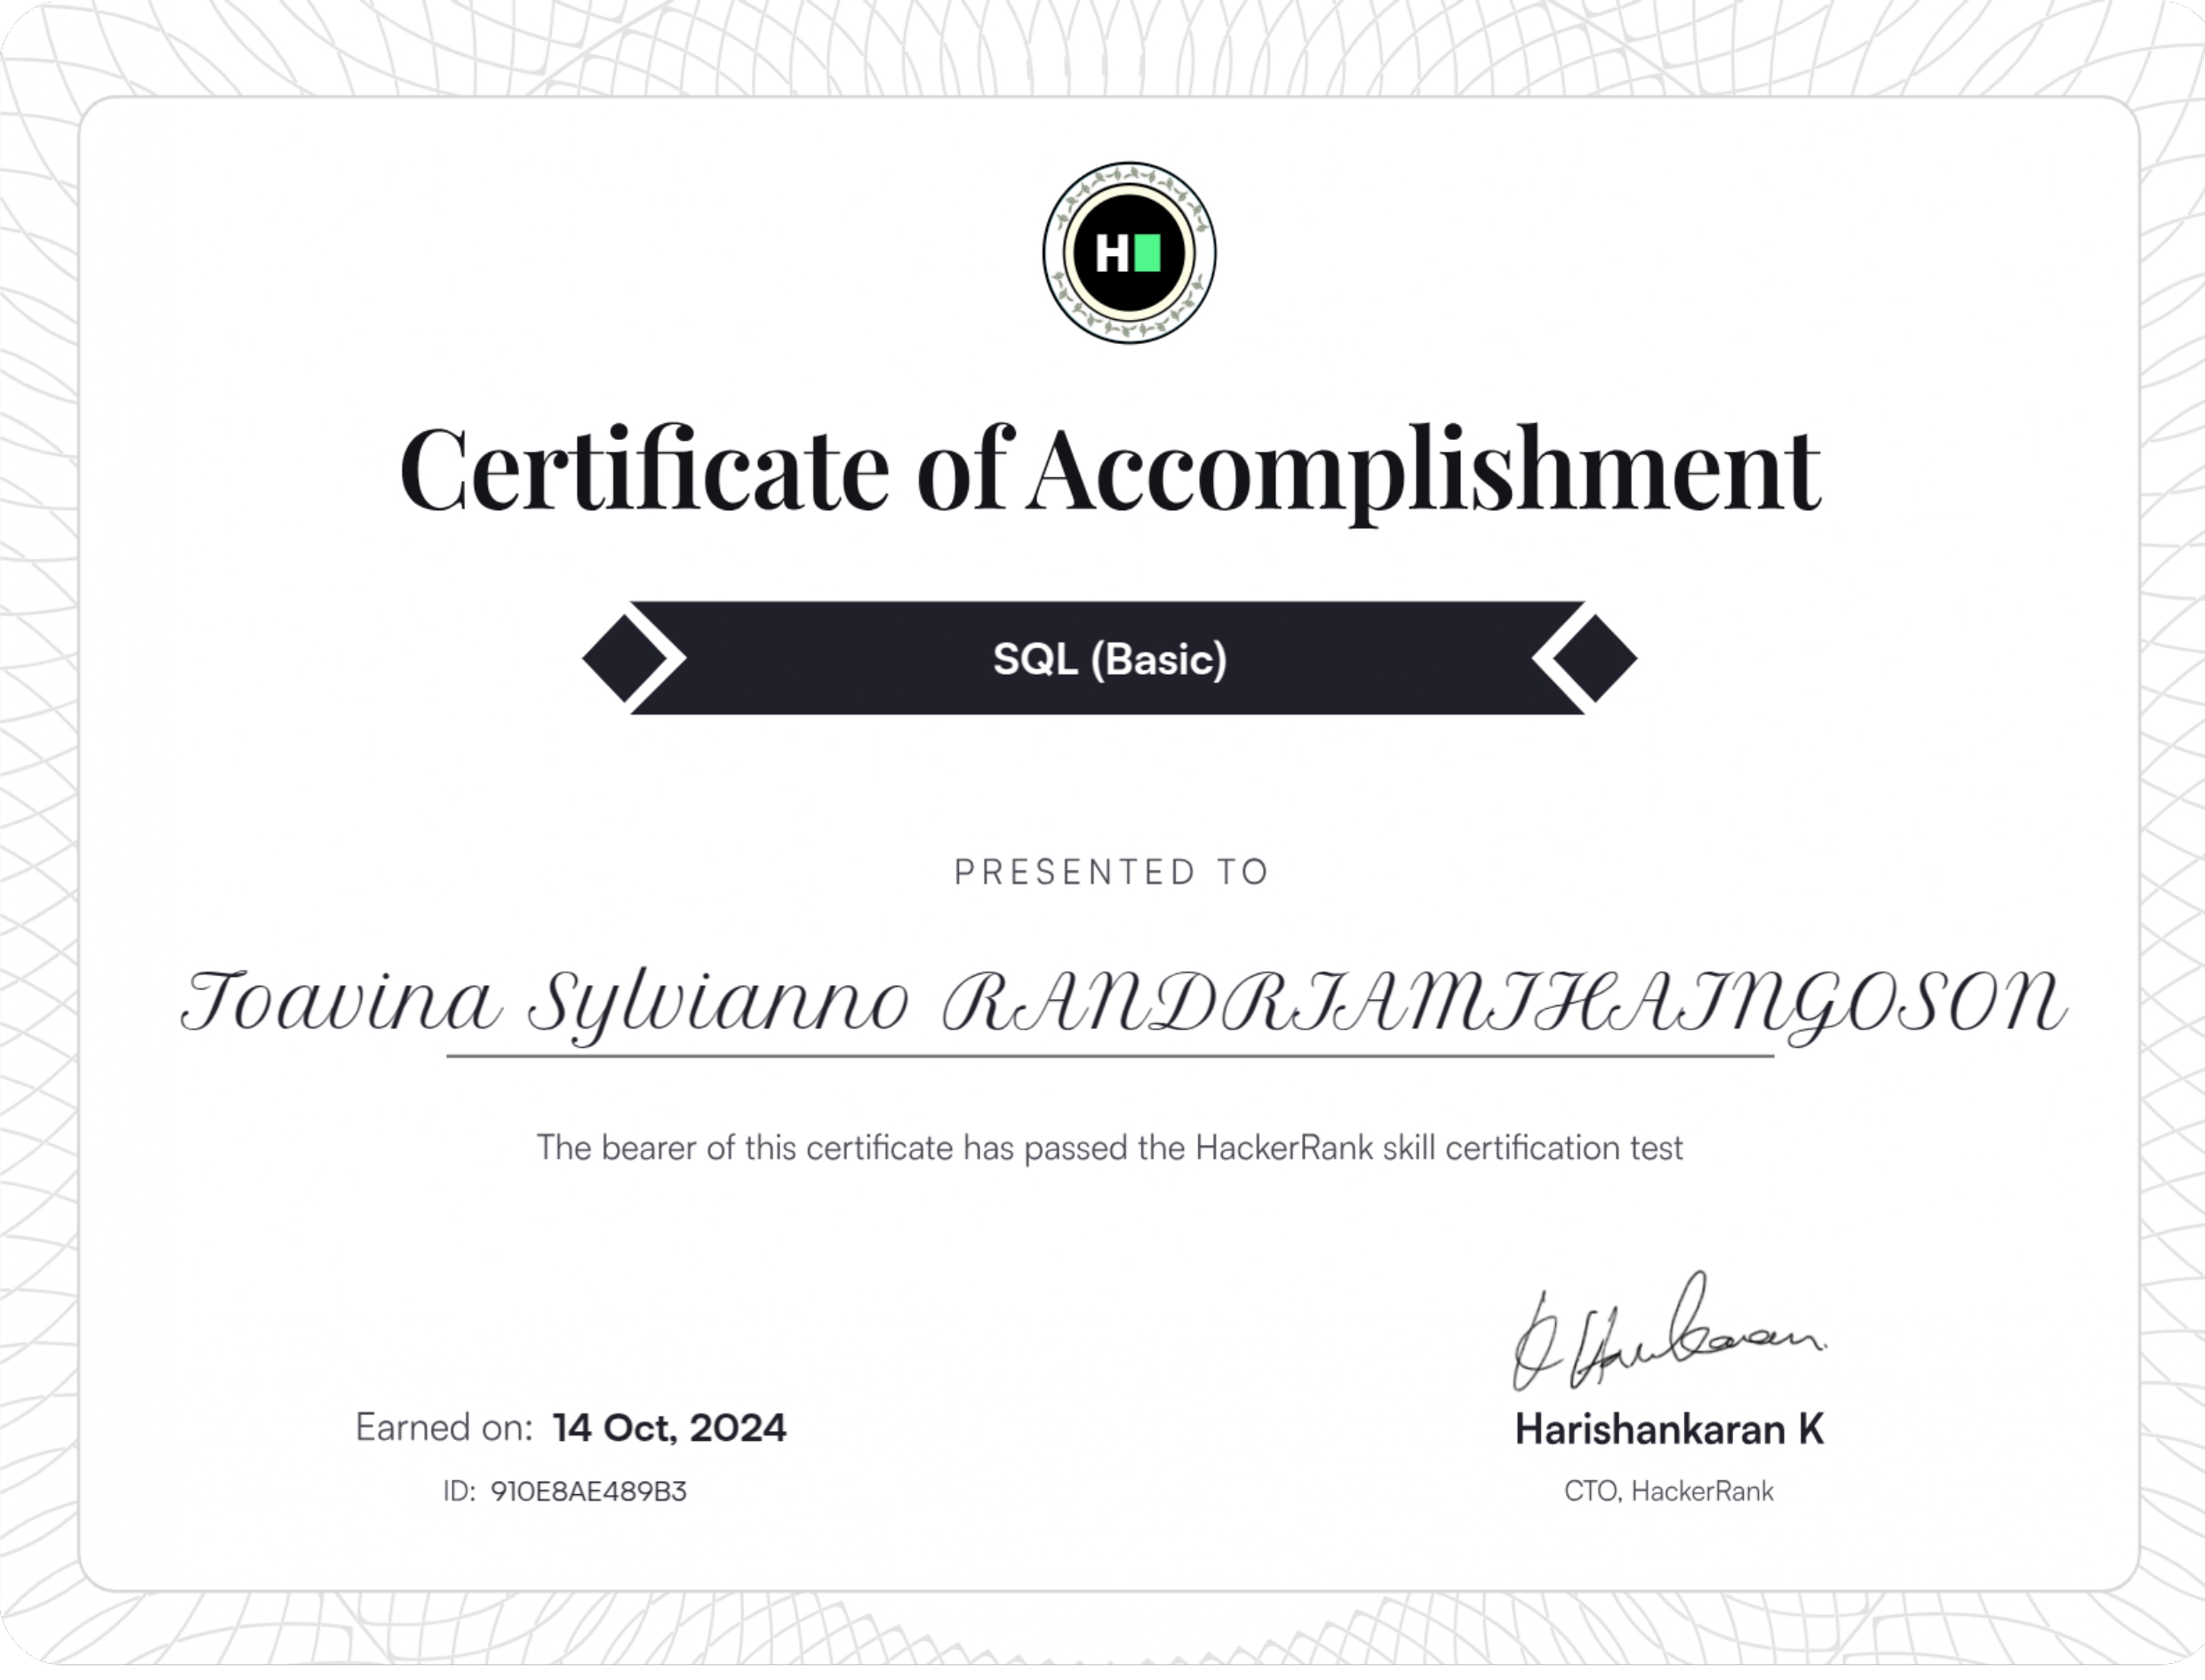 H
Certificate of Accomplishment
SQL (Basic)
PRESENTED TO
Toavina Sylvianno RANDRIAMIHAINGOSON
The bearer of this certificate has passed the HackerRank skill certification test
Earned on: 14 Oct, 2024
ID: 910E8AE489B3
Harishankaran K
CTO, HackerRank